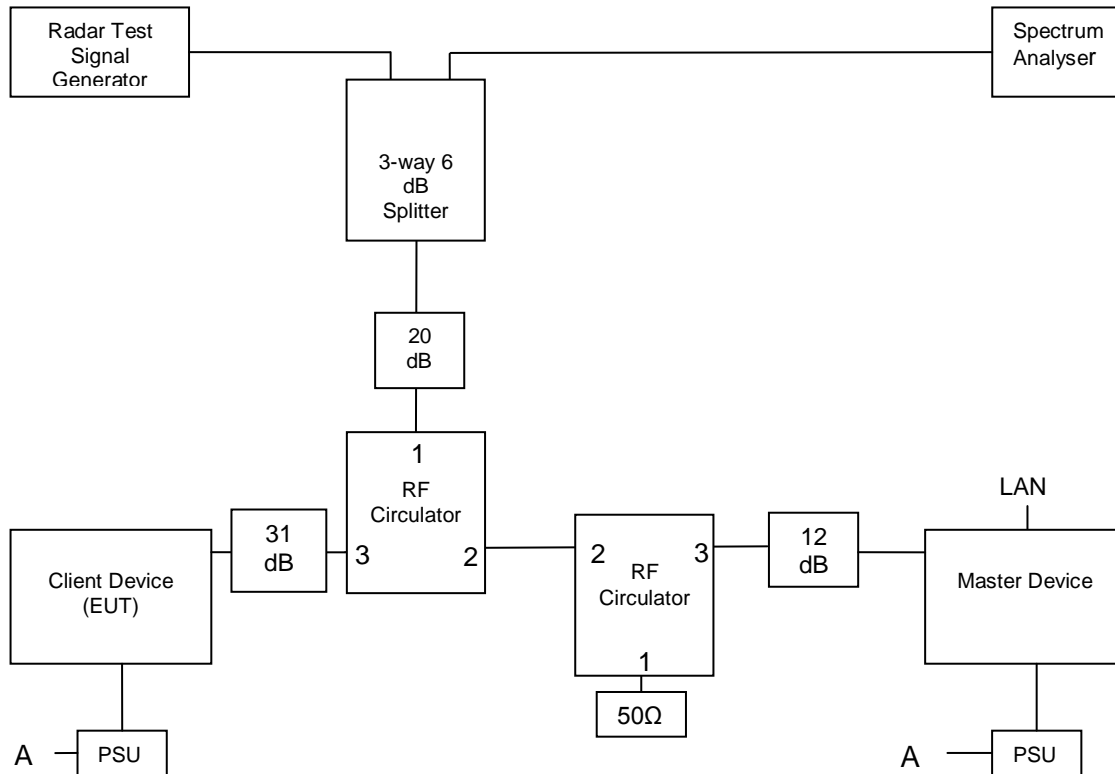 Radar Test
Signal
Generator
Spectrum
Analyser
3-way 6
dB
Splitter
20
dB
1
RF
Circulator
3
2
31
dB
Client Device
(EUT)
2
3
RF
Circulator
1
50Ω
12
dB
LAN
Master Device
A
PSU
A
PSU